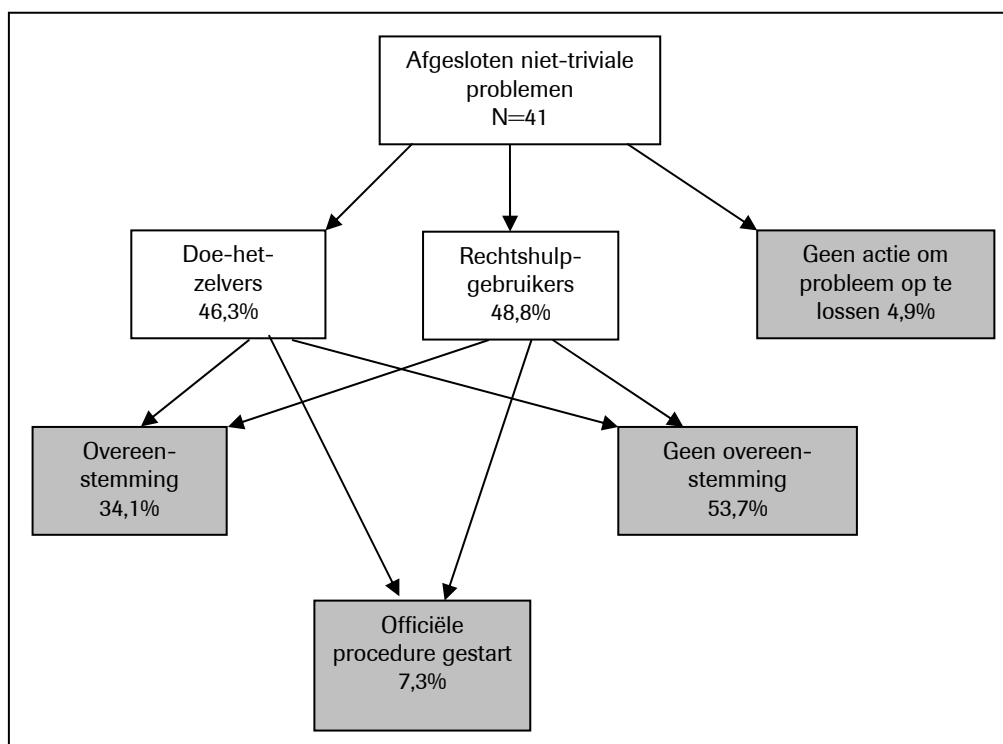 Afgesloten niet-triviale
problemen
N=41
Doe-het-
zelvers
46,3%
Rechtshulp-
gebruikers
48,8%
Geen actie om
probleem op te
lossen 4,9%
Overeen-
stemming
34,1%
Geen overeen-
stemming
53,7%
Officiële
procedure gestart
7,3%